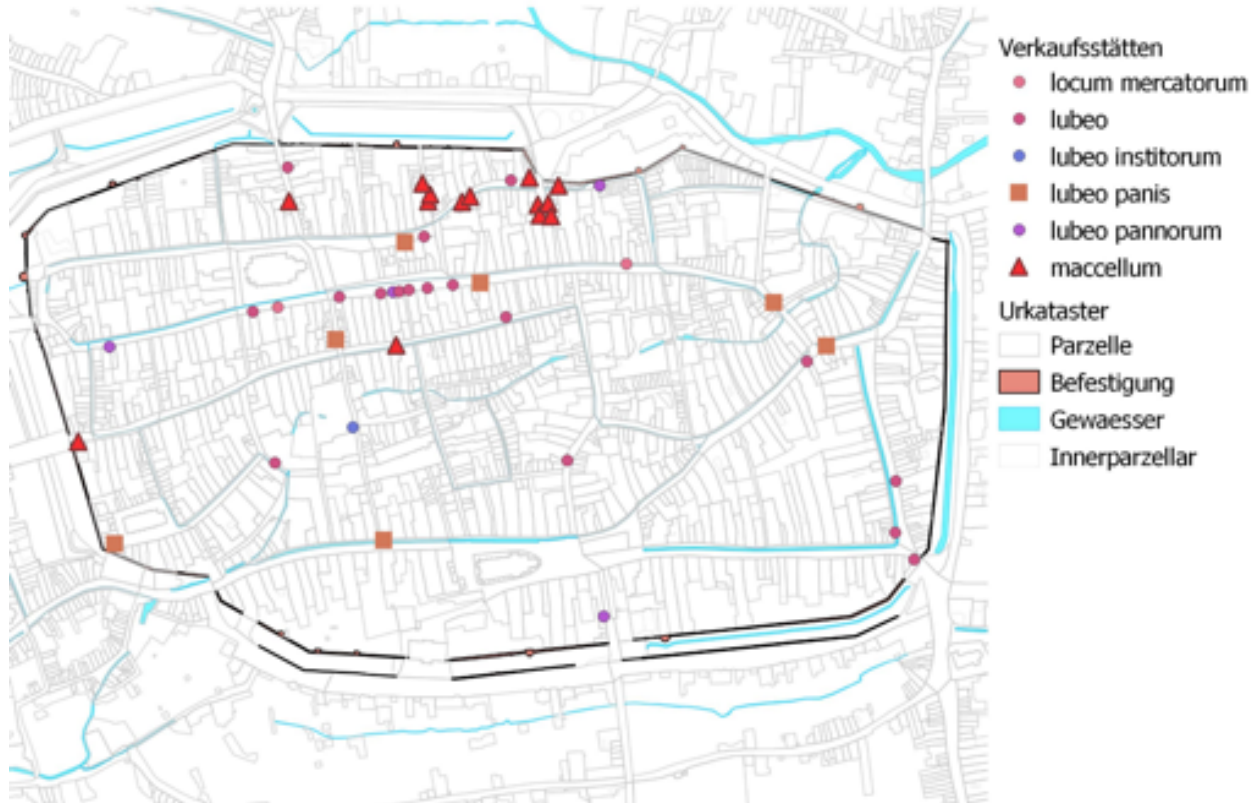 Verkaufsstätten
locum mercatorum
lubeo
lubeo institorum
lubeo panis
lubeo pannorum
maccellum
Urkataster
Parzelle
Befestigung
Gewaesser
Innerparzellar